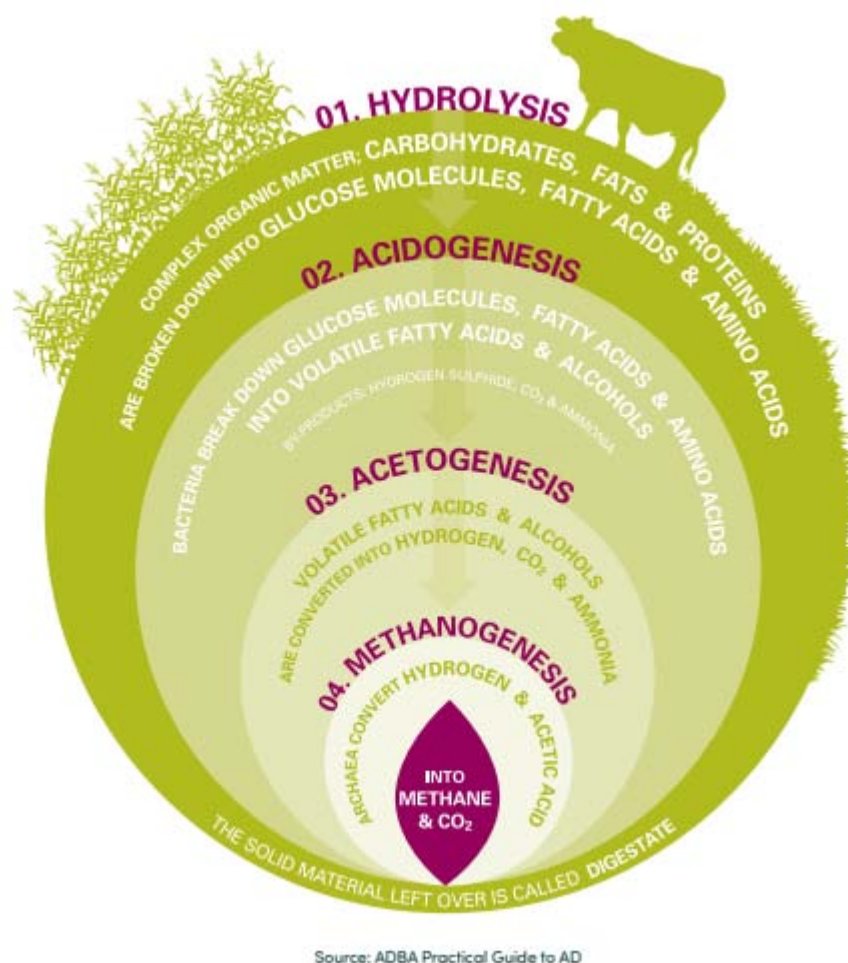 01. HYDROLYSIS
COMPLEX ORGANIC MATTER; CARBOHYDRATES, FATS & PROTEINS
ARE BROKEN DOWN INTO GLUCOSE MOLECULES, FATTY ACIDS & AMINO ACIDS
02. ACIDOGENESIS
BACTERIA BREAK DOWN GLUCOSE MOLECULES, FATTY ACIDS & AMINO ACIDS
INTO VOLATILE FATTY ACIDS & ALCOHOLS
BY-PRODUCTS; HYDROGEN SULPHIDE; CO₂ & AMMONIA
03. ACETOGENESIS
VOLATILE FATTY ACIDS & ALCOHOLS
ARE CONVERTED INTO HYDROGEN, CO₂ & AMMONIA
04. METHANOGENESIS
ARCHAEA CONVERT HYDROGEN & ACETIC ACID
INTO
METHANE
& CO₂
THE SOLID MATERIAL LEFT OVER IS CALLED DIGESTATE
Source: ADBA Practical Guide to AD